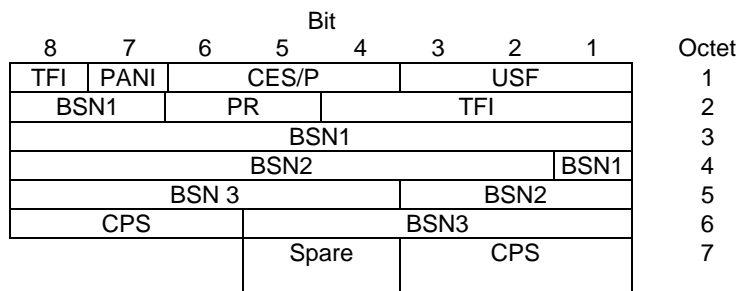 Bit
8 7 6 5 4 3 2 1 Octet
TFI PANI CES/P USF 1
BSN1 PR TFI 2
BSN1 3
BSN2 BSN1 4
BSN 3 BSN2 5
CPS BSN3 6
Spare CPS 7